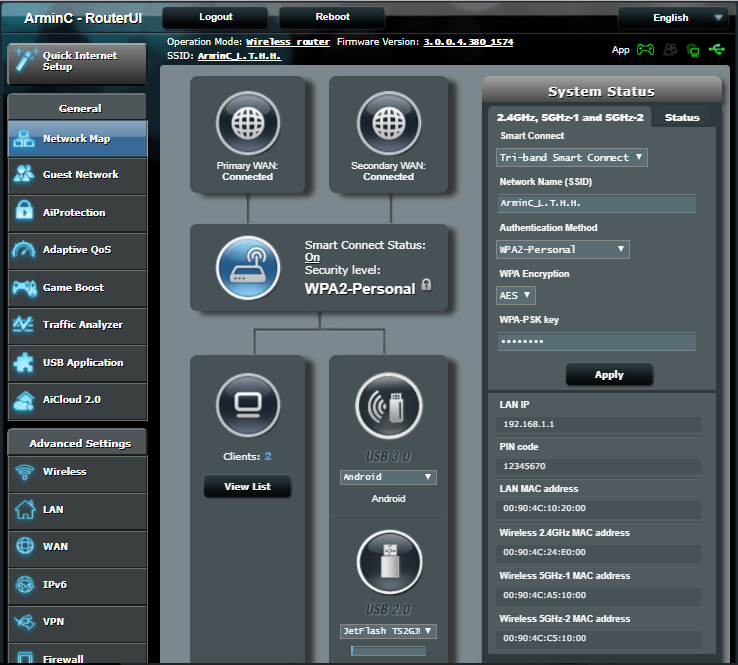 ArminC - RouterUI
Logout
Reboot
English
Operation Mode: Wireless router Firmware Version: 3.0.0.4.380_1574
SSID: ArminC_L.T.H.H.
App
Quick Internet
Setup
General
Network Map
Guest Network
AiProtection
Adaptive QoS
Game Boost
Traffic Analyzer
USB Application
AiCloud 2.0
Advanced Settings
Wireless
LAN
WAN
IPv6
VPN
Firewall
Primary WAN:
Connected
Secondary WAN:
Connected
Smart Connect Status:
On
Security level:
WPA2-Personal
Clients: 2
View List
USB 3.0
Android
Android
USB 2.0
JetFlash TS2GJ
System Status
2.4GHz, 5GHz-1 and 5GHz-2
Status
Smart Connect
Tri-band Smart Connect
Network Name (SSID)
ArminC_L.T.H.H.
Authentication Method
WPA2-Personal
WPA Encryption
AES
WPA-PSK key
••••••••
Apply
LAN IP
192.168.1.1
PIN code
12345670
LAN MAC address
00:90:4C:10:20:00
Wireless 2.4GHz MAC address
00:90:4C:24:E0:00
Wireless 5GHz-1 MAC address
00:90:4C:A5:10:00
Wireless 5GHz-2 MAC address
00:90:4C:C5:10:00